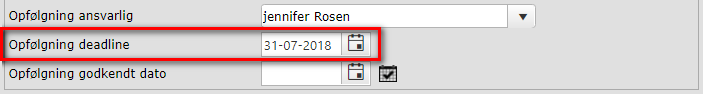 Opfølgning ansvarlig jennifer Rosen
Opfølgning deadline 31-07-2018
Opfølgning godkendt dato